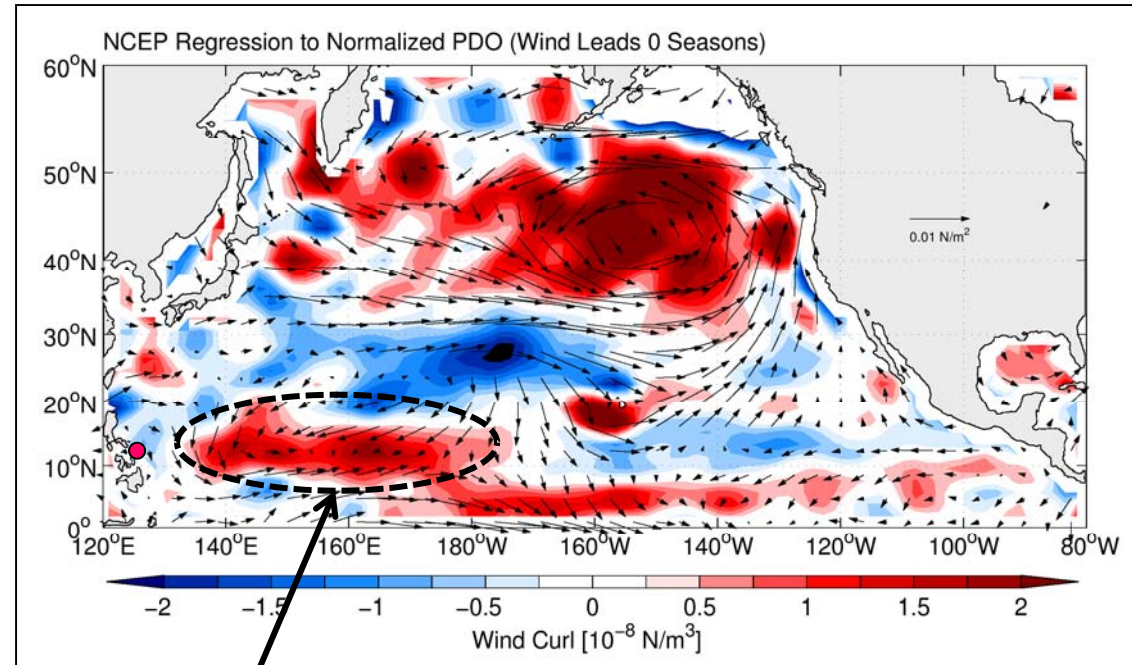 NCEP Regression to Normalized PDO (Wind Leads 0 Seasons)
60°N
50°N
40°N
30°N
20°N
10°N
0°
0.01 N/m²
120°E 140°E 160°E 180°W 160°W 140°W 120°W 100°W 80°W
−2 −1.5 −1 −0.5 0 0.5 1 1.5 2
Wind Curl [10⁻⁸ N/m³]